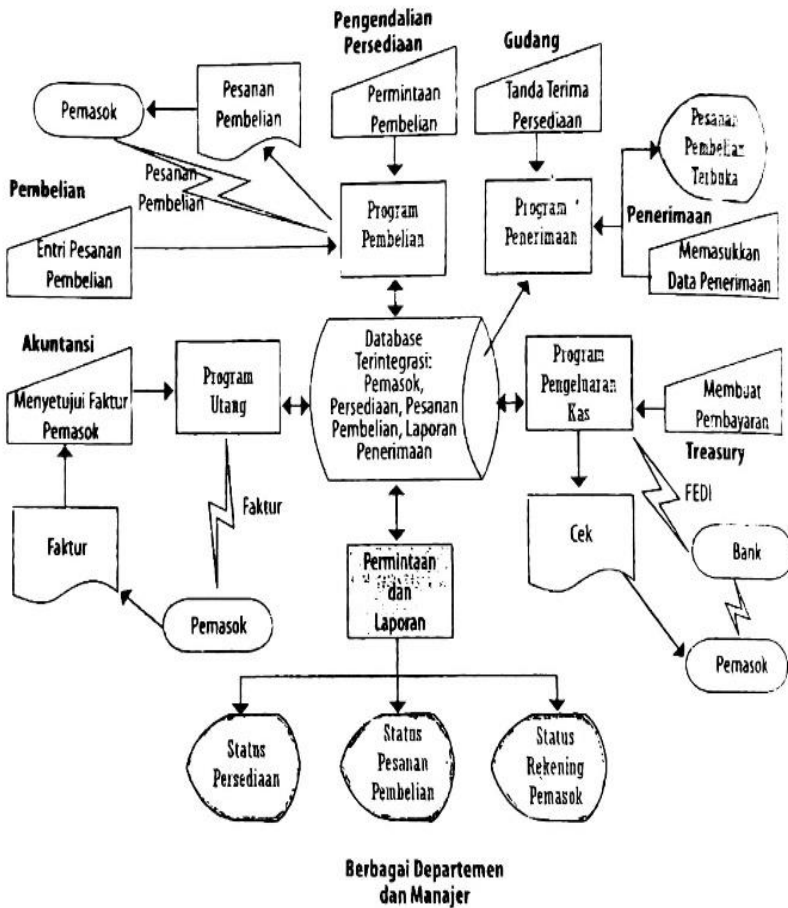 Pengendalian
Persediaan
Gudang
Pemasok
Pesanan
Pembelian
Permintaan
Pembelian
Tanda Terima
Persediaan
Pesanan
Pembelian
Terbuka
Pesanan
Pembelian
Pembelian
Entri Pesanan
Pembelian
Program
Pembelian
Program
Penerimaan
Penerimaan
Memasukkan
Data Penerimaan
Akuntansi
Menyetujui Faktur
Pemasok
Program
Utang
Database
Terintegrasi:
Pemasok,
Persediaan, Pesanan
Pembelian, Laporan
Penerimaan
Program
Pengeluaran
Kas
Membuat
Pembayaran
Treasury
Faktur
Faktur
Pemasok
Permintaan
dan
Laporan
Cek
FEDI
Bank
Pemasok
Status
Persediaan
Status
Pesanan
Pembelian
Status
Rekening
Pemasok
Berbagai Departemen
dan Manajer